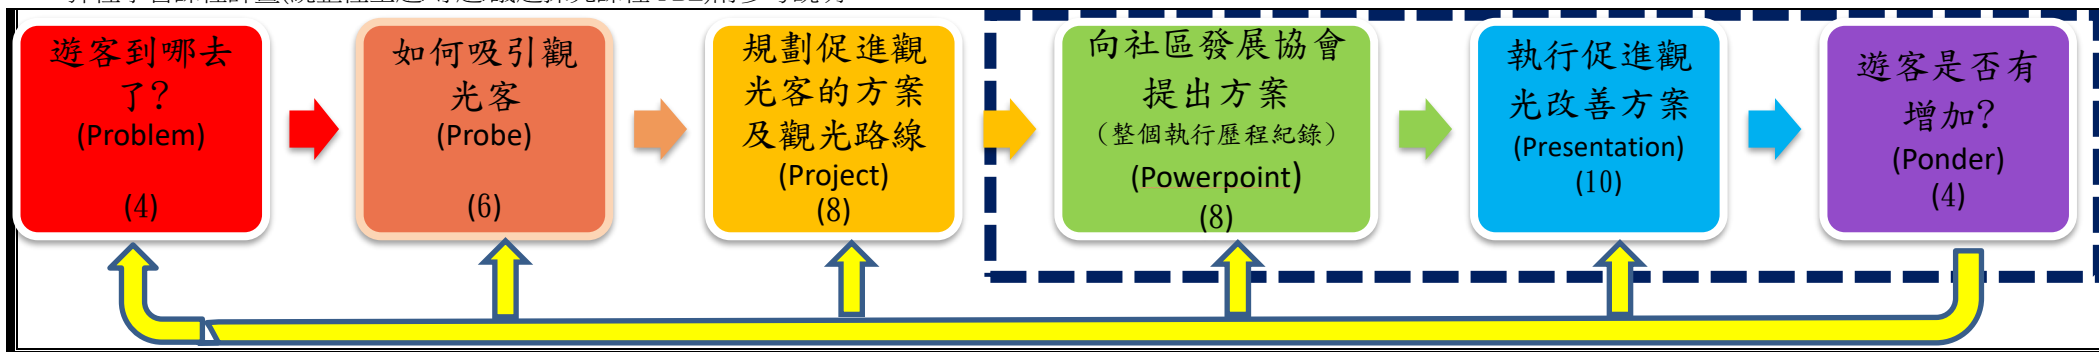 遊客到哪去
了?
(Problem)
(4)
如何吸引觀
光客
(Probe)
(6)
規劃促進觀
光客的方案
及觀光路線
(Project)
(8)
向社區發展協會
提出方案
（整個執行歷程紀錄）
(Powerpoint)
(8)
執行促進觀
光改善方案
(Presentation)
(10)
遊客是否有
增加?
(Ponder)
(4)